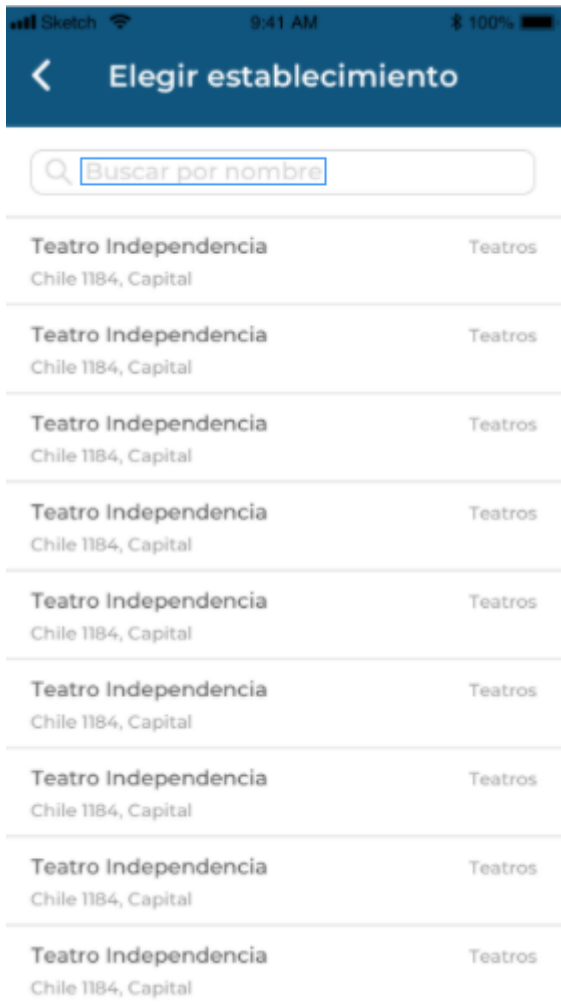 Sketch 9:41 AM 100%
Elegir establecimiento
Buscar por nombre
Teatro Independencia Teatros
Chile 1184, Capital
Teatro Independencia Teatros
Chile 1184, Capital
Teatro Independencia Teatros
Chile 1184, Capital
Teatro Independencia Teatros
Chile 1184, Capital
Teatro Independencia Teatros
Chile 1184, Capital
Teatro Independencia Teatros
Chile 1184, Capital
Teatro Independencia Teatros
Chile 1184, Capital
Teatro Independencia Teatros
Chile 1184, Capital
Teatro Independencia Teatros
Chile 1184, Capital